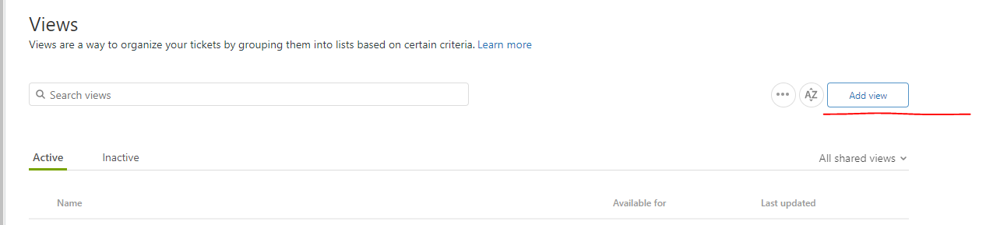 Views
Views are a way to organize your tickets by grouping them into lists based on certain criteria. Learn more
Search views
AZ
Add view
Active Inactive All shared views
Name Available for Last updated